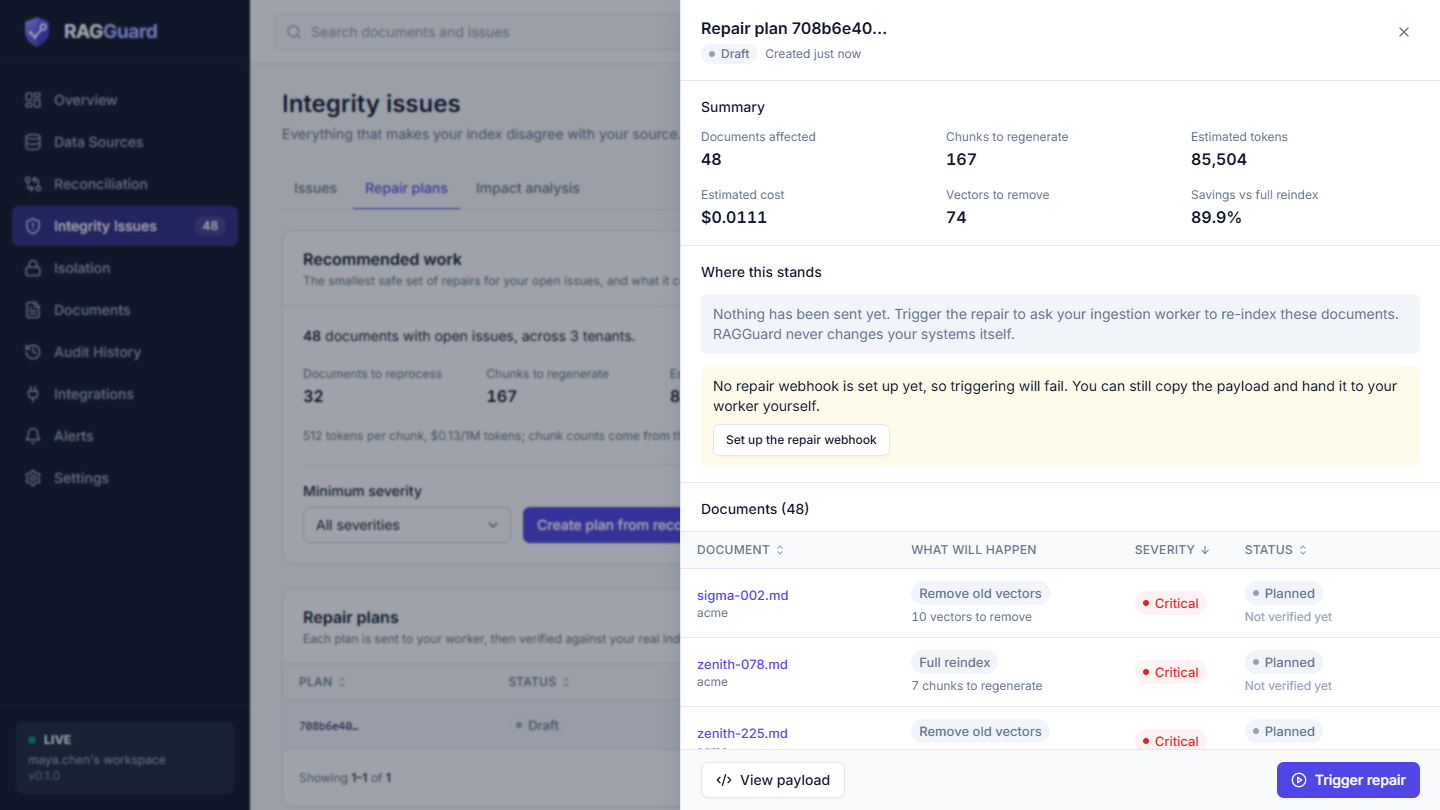 RAGGuard
Overview
Data Sources
Reconciliation
Integrity Issues 48
Isolation
Documents
Audit History
Integrations
Alerts
Settings
LIVE
maya.chen's workspace
v0.1.0
Search documents and issues
Integrity issues
Everything that makes your index disagree with your source.
Issues Repair plans Impact analysis
Recommended work
The smallest safe set of repairs for your open issues, and what it
48 documents with open issues, across 3 tenants.
Documents to reprocess Chunks to regenerate
32 167
512 tokens per chunk, $0.13/1M tokens; chunk counts come from
Minimum severity
All severities Create plan from
Repair plans
Each plan is sent to your worker, then verified against your real
PLAN STATUS
708b6e40… Draft
Showing 1–1 of 1
Repair plan 708b6e40…
Draft Created just now
Summary
Documents affected Chunks to regenerate Estimated tokens
48 167 85,504
Estimated cost Vectors to remove Savings vs full reindex
$0.0111 74 89.9%
Where this stands
Nothing has been sent yet. Trigger the repair to ask your ingestion worker to re-index these documents.
RAGGuard never changes your systems itself.
No repair webhook is set up yet, so triggering will fail. You can still copy the payload and hand it to your
worker yourself.
Set up the repair webhook
Documents (48)
DOCUMENT WHAT WILL HAPPEN SEVERITY STATUS
sigma-002.md Remove old vectors Critical Planned
acme 10 vectors to remove Not verified yet
zenith-078.md Full reindex Critical Planned
acme 7 chunks to regenerate Not verified yet
zenith-225.md Remove old vectors Critical Planned
View payload Trigger repair